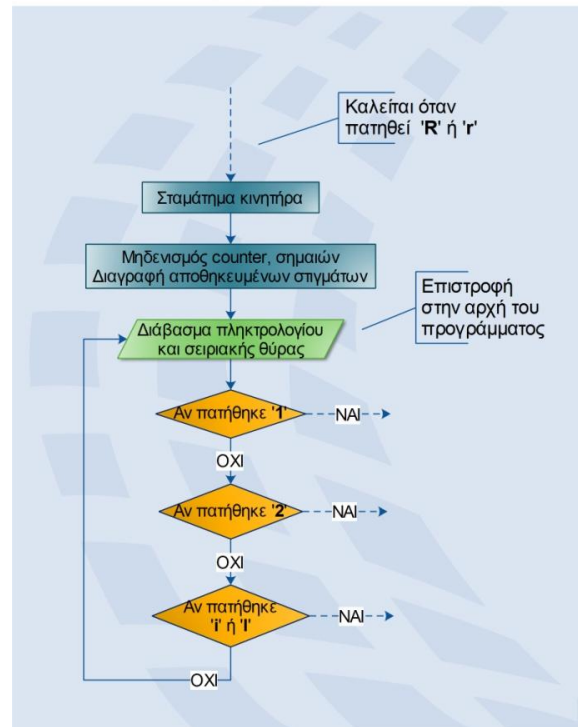 Καλείται όταν
πατηθεί 'R' ή 'r'
Σταμάτημα κινητήρα
Μηδενισμός counter, σημαιών
Διαγραφή αποθηκευμένων στιγμάτων
Επιστροφή
στην αρχή του
προγράμματος
Διάβασμα πληκτρολογίου
και σειριακής θύρας
Αν πατήθηκε '1'
ΝΑΙ
ΟΧΙ
Αν πατήθηκε '2'
ΝΑΙ
ΟΧΙ
Αν πατήθηκε
'i' ή 'I'
ΝΑΙ
ΟΧΙ